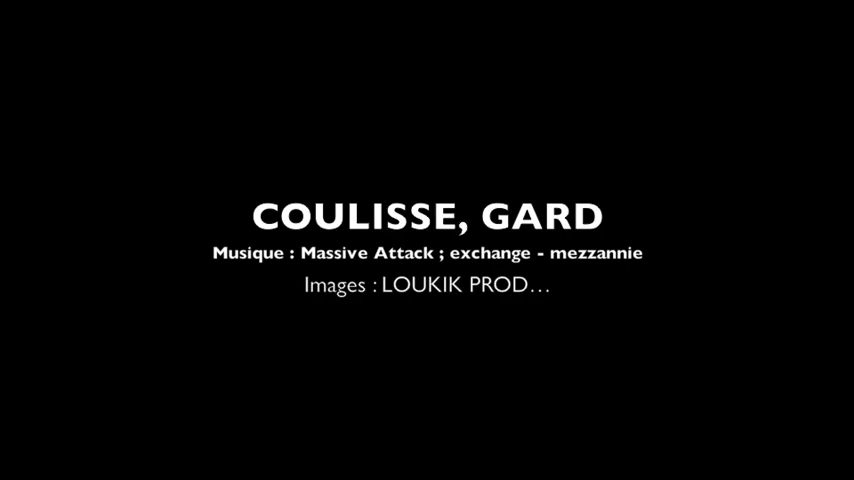 COULISSE, GARD
Musique : Massive Attack ; exchange - mezzannie
Images : LOUKIK PROD…